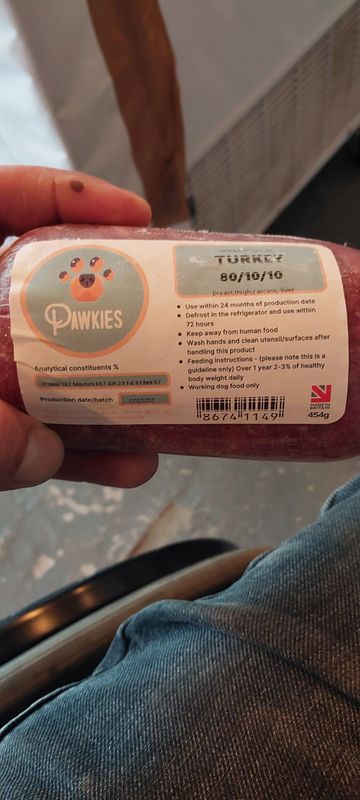 PAWKIES
TURKEY
80/10/10
Breast, thigh, carcass, liver
• Use within 24 months of production date
• Defrost in the refrigerator and use within
72 hours
• Keep away from human food
• Wash hands and clean utensil/surfaces after
handling this product
• Feeding instructions - (please note this is a
guideline only) Over 1 year 2-3% of healthy
body weight daily
• Working dog food only
Analytical constituents %
Production date/batch
867411149
MADE IN
BRITAIN
454g